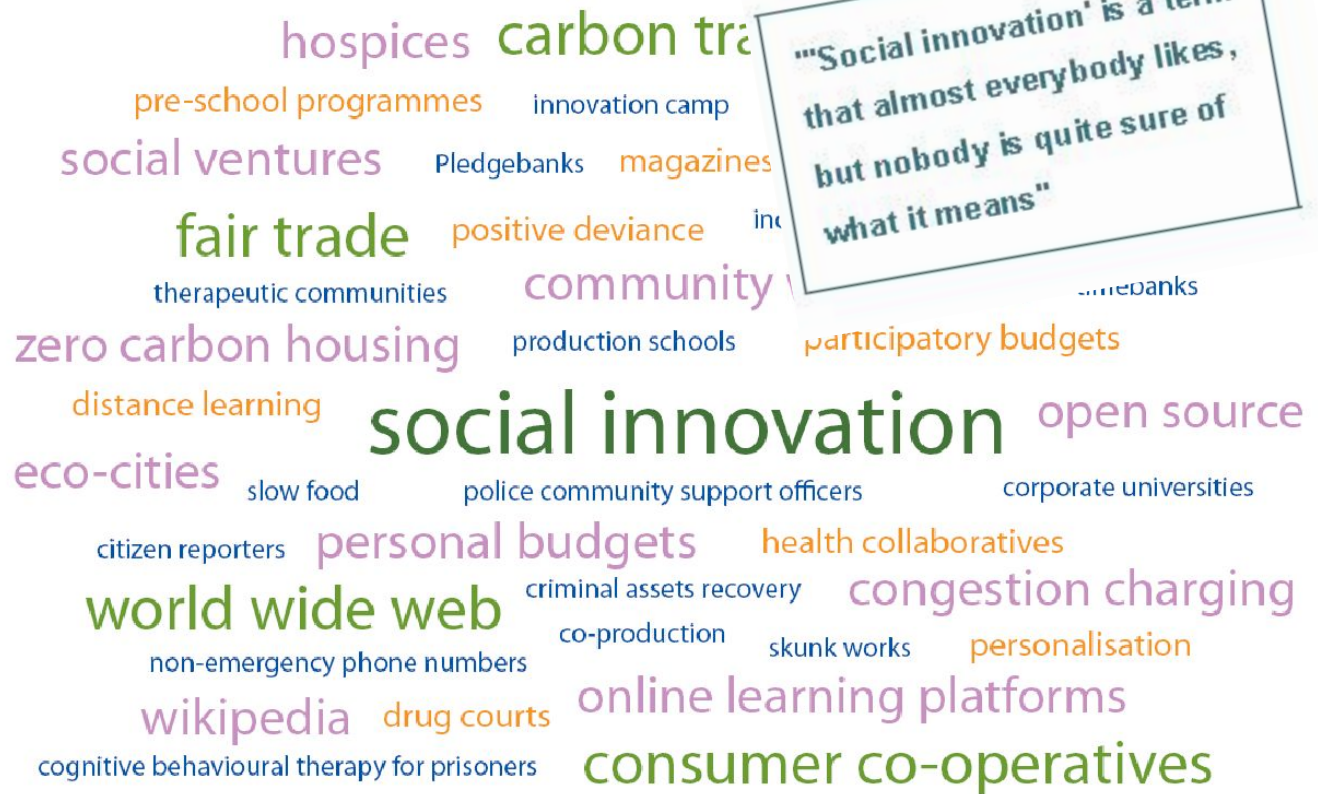 hospices carbon
pre-school programmes innovation camp
social ventures Pledgebanks magazines
fair trade positive deviance
therapeutic communities community
zero carbon housing production schools participatory budgets
"'Social innovation' is a
that almost everybody likes,
but nobody is quite sure of
what it means"
distance learning social innovation open source
eco-cities slow food police community support officers corporate universities
citizen reporters personal budgets health collaboratives
world wide web criminal assets recovery congestion charging
co-production skunk works personalisation
non-emergency phone numbers
wikipedia drug courts online learning platforms
cognitive behavioural therapy for prisoners consumer co-operatives